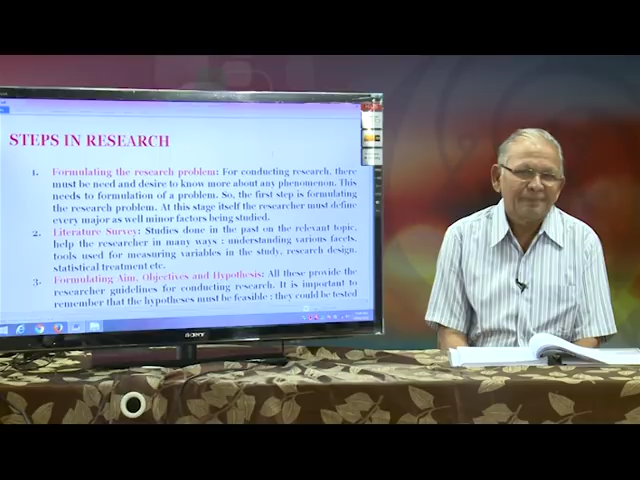 STEPS IN RESEARCH
1. Formulating the research problem: For conducting research, there
must be need and desire to know more about any phenomenon. This
needs to formulation of a problem. So, the first step is formulating
the research problem. At this stage itself the researcher must define
every major as well minor factors being studied.
2. Literature Survey: Studies done in the past on the relevant topic,
help the researcher in many ways : understanding various facets,
tools used for measuring variables in the study, research design,
statistical treatment etc.
3. Formulating Aim, Objectives and Hypothesis: All these provide the
researcher guidelines for conducting research. It is important to
remember that the hypotheses must be feasible ; they could be tested
SONY